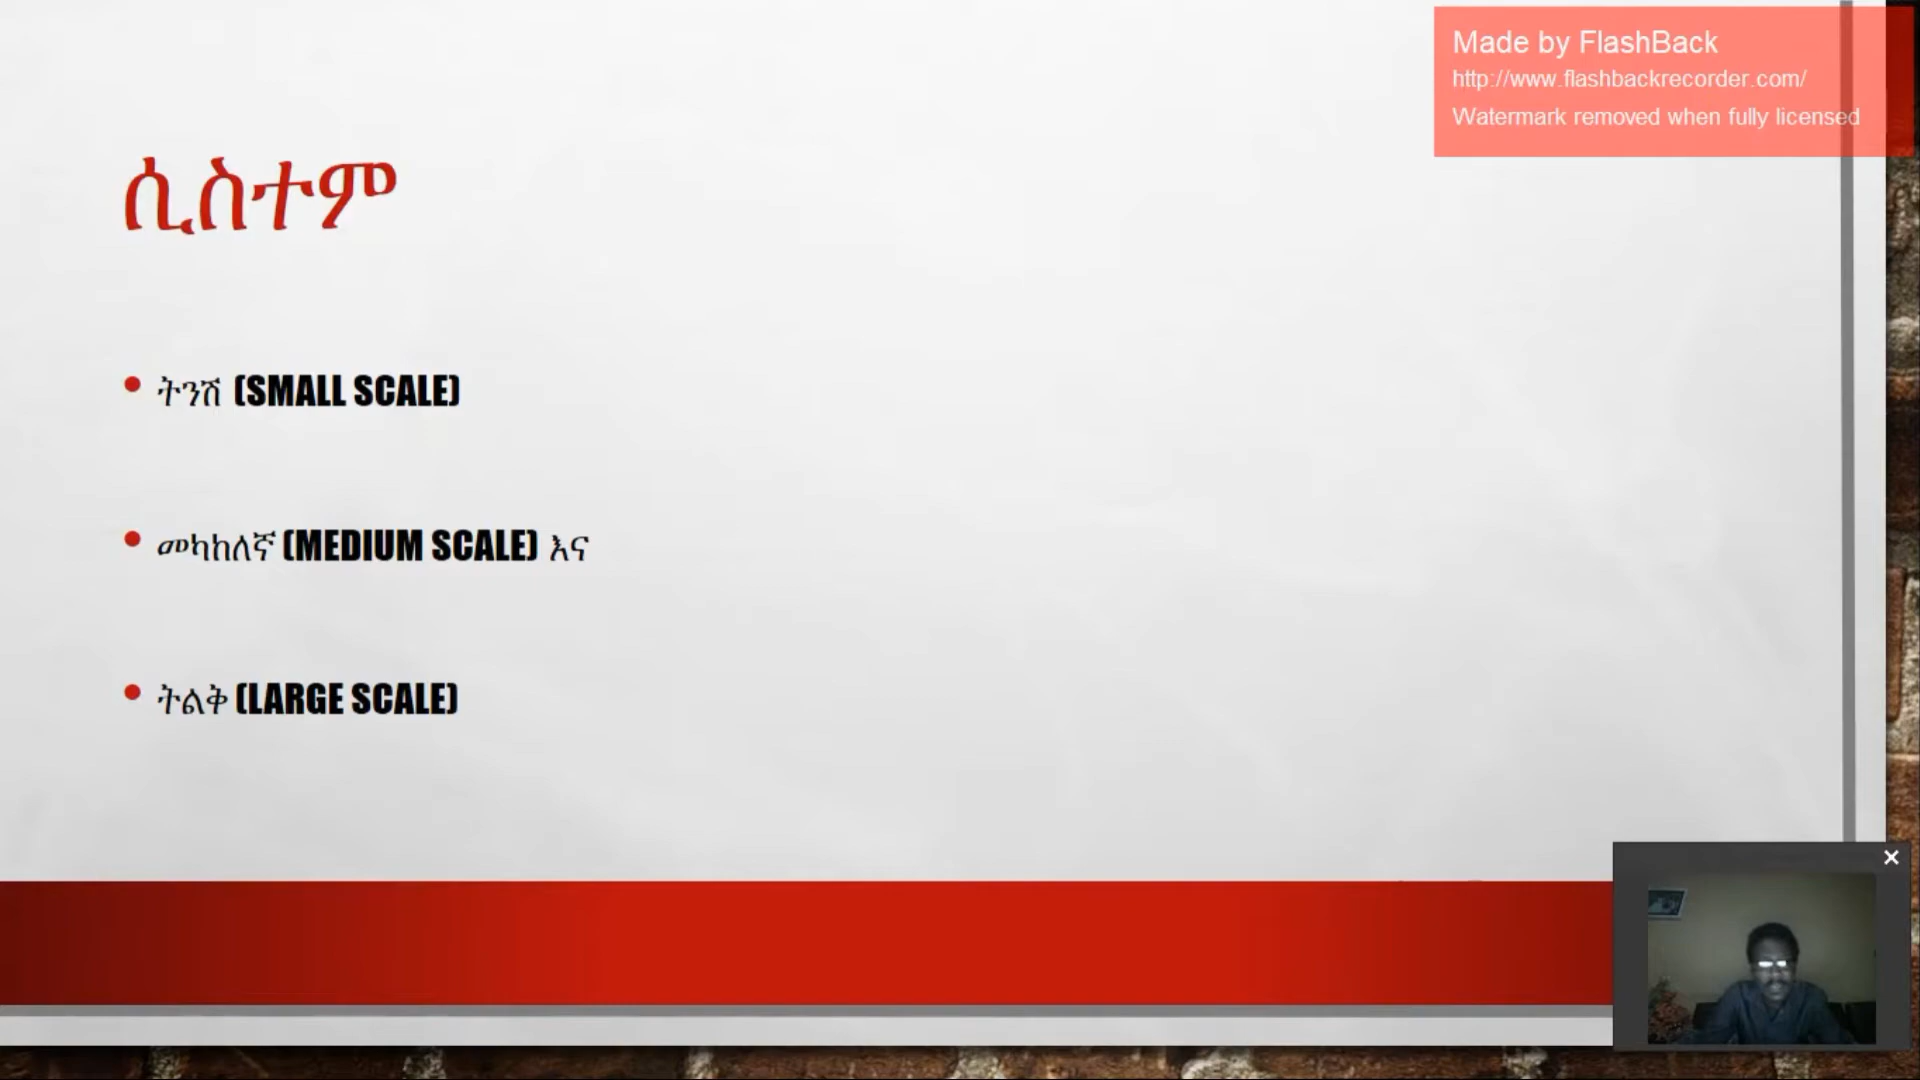 Made by FlashBack
http://www.flashbackrecorder.com/
Watermark removed when fully licensed
ሲስተም
• ትንሽ (SMALL SCALE)
• መካከለኛ (MEDIUM SCALE) እና
• ትልቅ (LARGE SCALE)